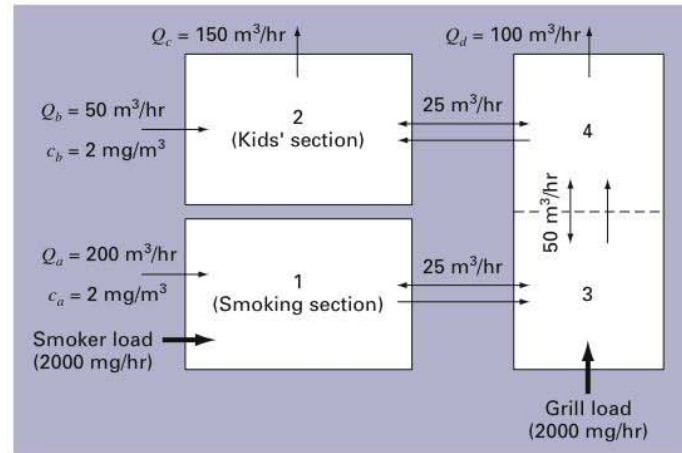 Q_c = 150 m³/hr
Q_d = 100 m³/hr
Q_b = 50 m³/hr
c_b = 2 mg/m³
2
(Kids' section)
25 m³/hr
4
50 m³/hr
Q_a = 200 m³/hr
c_a = 2 mg/m³
1
(Smoking section)
25 m³/hr
3
Smoker load
(2000 mg/hr)
Grill load
(2000 mg/hr)